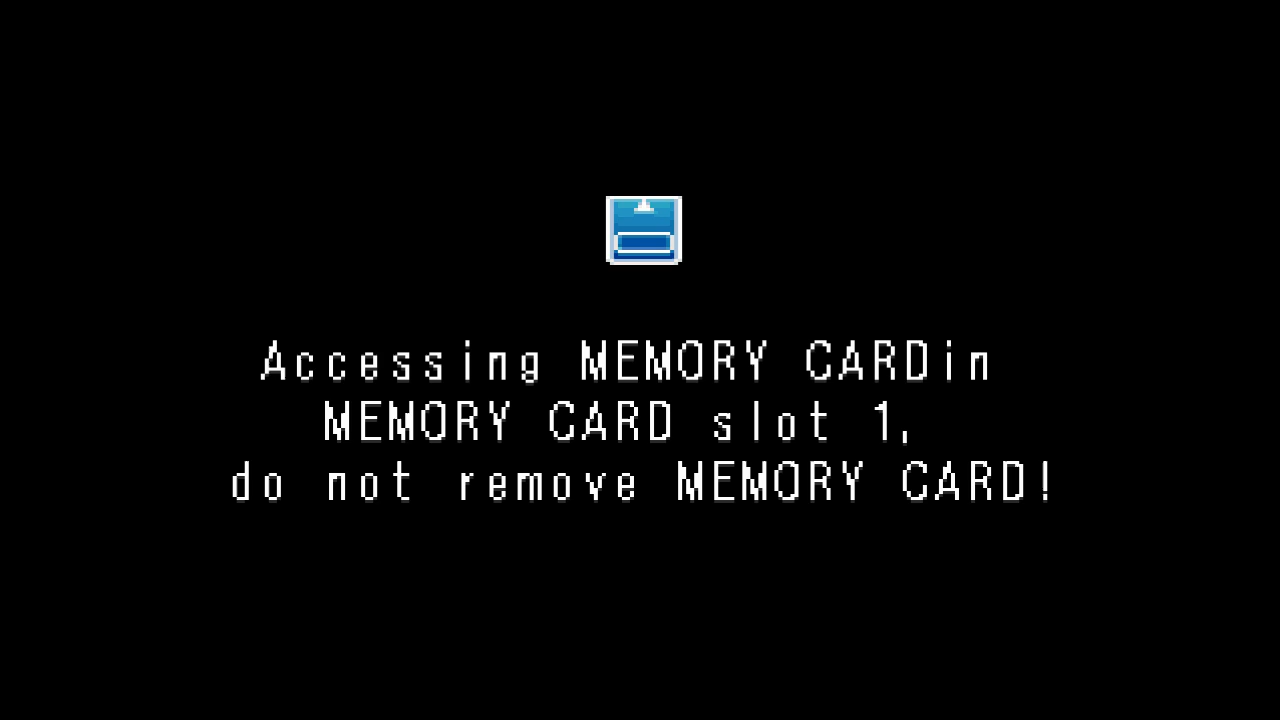 Accessing MEMORY CARDin
MEMORY CARD slot 1,
do not remove MEMORY CARD!